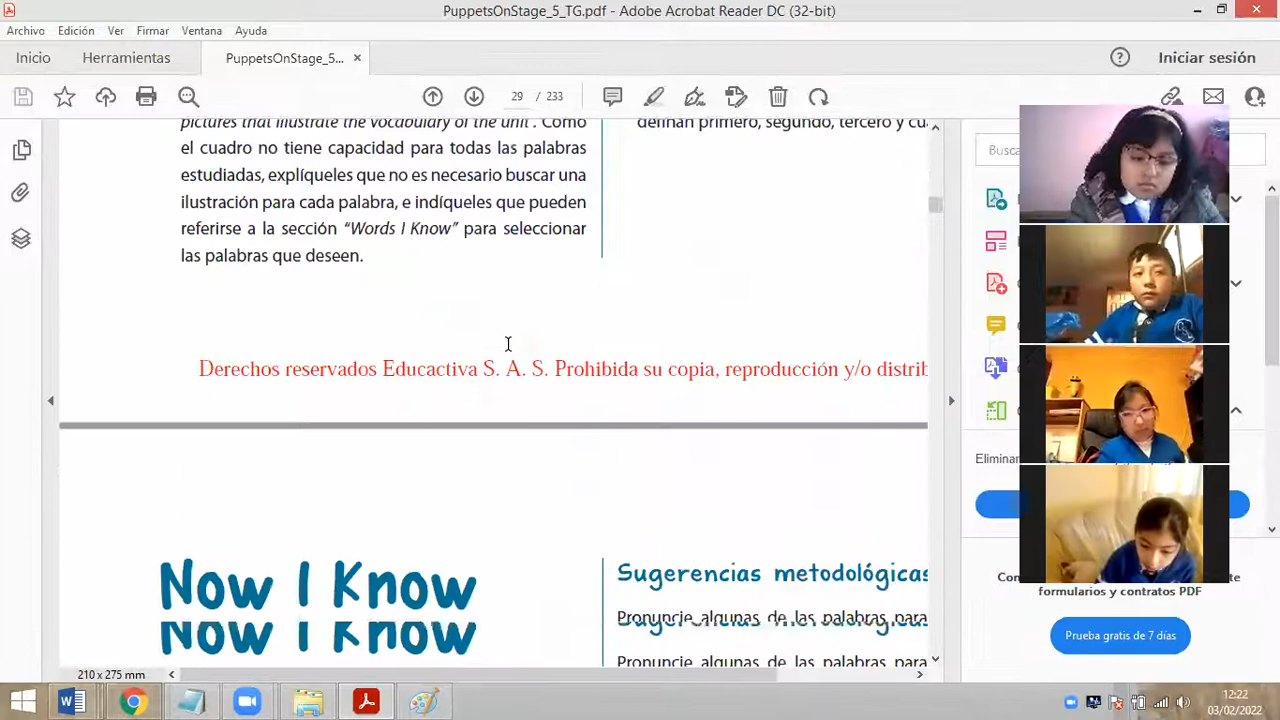 PuppetsOnStage_5_TG.pdf - Adobe Acrobat Reader DC (32-bit)
Archivo Edición Ver Firmar Ventana Ayuda
Inicio Herramientas PuppetsOnStage_5... × Iniciar sesión
29 / 233
pictures that illustrate the vocabulary of the unit". Como
el cuadro no tiene capacidad para todas las palabras
estudiadas, explíqueles que no es necesario buscar una
ilustración para cada palabra, e indíqueles que pueden
referirse a la sección "Words I Know" para seleccionar
las palabras que deseen.
definan primero, segundo, tercero y
Derechos reservados Educactiva S. A. S. Prohibida su copia, reproducción y/o
Now I Know
Now I Know
Sugerencias metodológicas
Pronuncie algunas de las palabras para
Sugerencias metodológicas
Pronuncie algunas de las palabras para
210 x 275 mm
formularios y contratos PDF
Prueba gratis de 7 días
12:22
03/02/2022